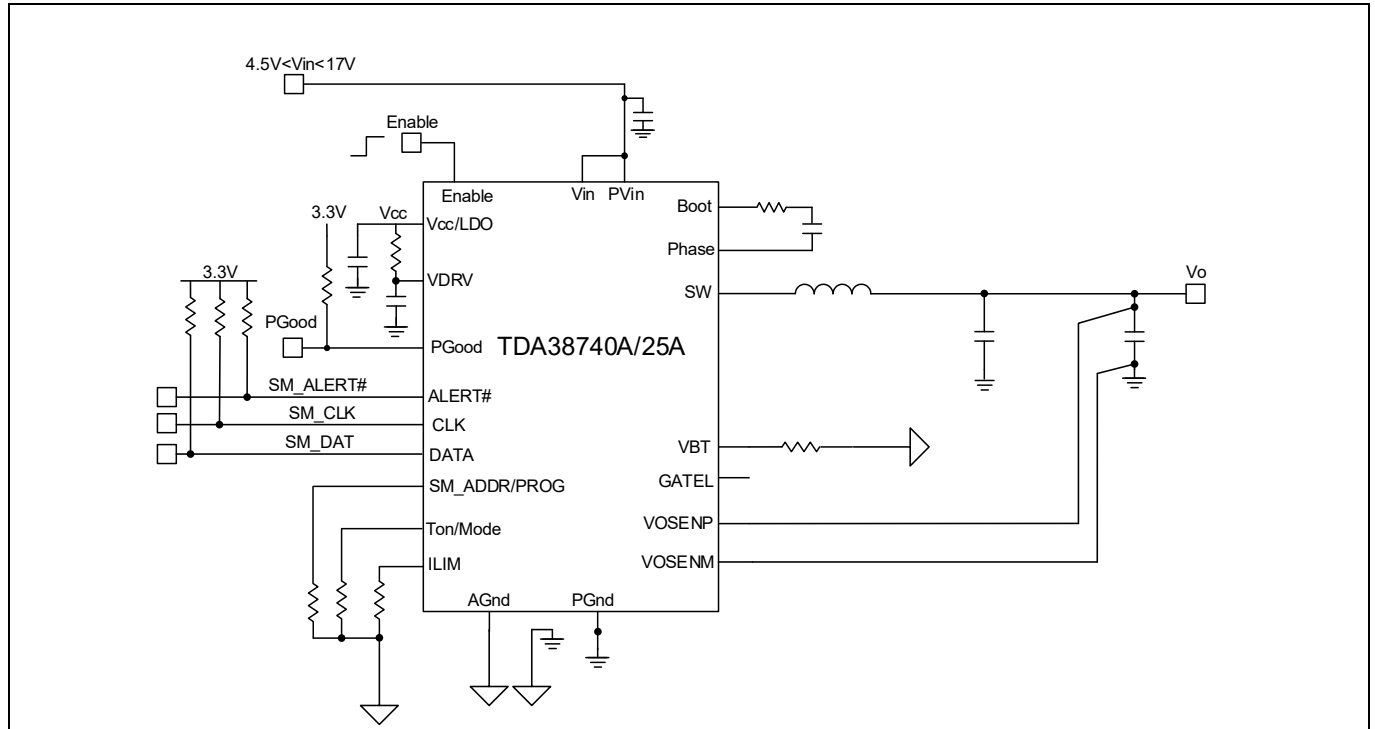 4.5V<Vin<17V
Enable
Enable
Vin PVin
3.3V
Vcc
Vcc/LDO
Boot
Phase
3.3V
VDRV
SW
Vo
PGood
PGood
TDA38740A/25A
SM_ALERT#
ALERT#
SM_CLK
CLK
SM_DAT
DATA
VBT
SM_ADDR/PROG
GATEL
Ton/Mode
VOSENP
ILIM
VOSENM
AGnd
PGnd